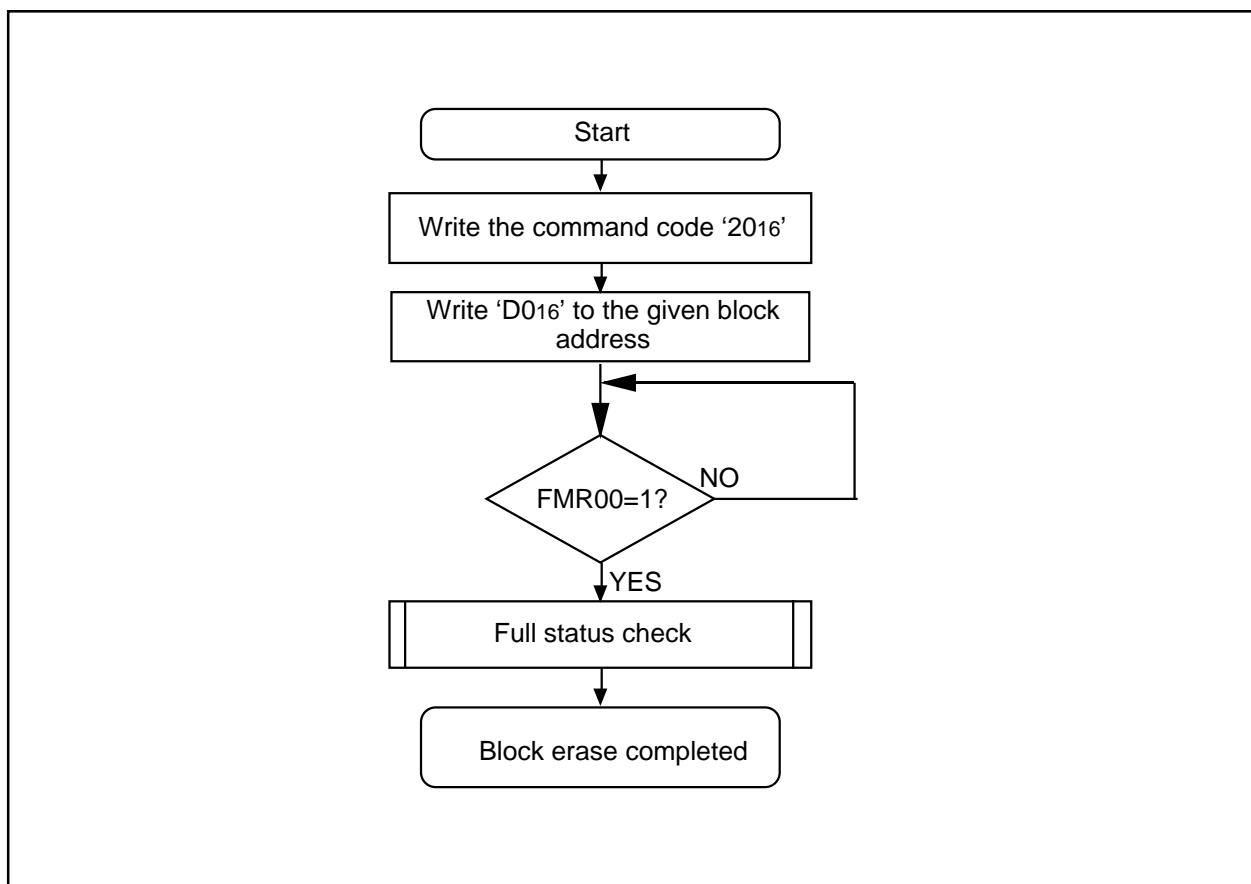 Start
Write the command code ‘2016’
Write ‘D016’ to the given block
address
NO
FMR00=1?
YES
Full status check
Block erase completed